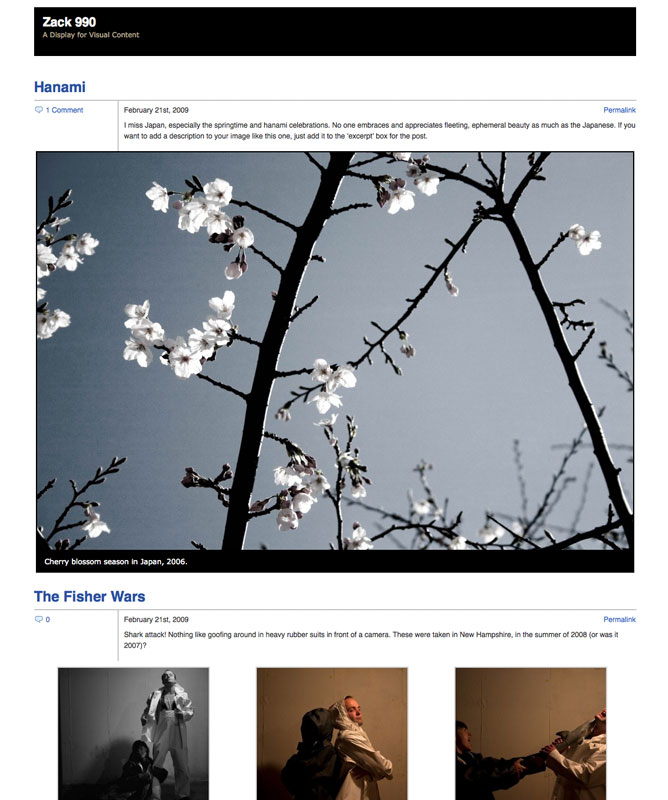 Zack 990
A Display for Visual Content
Hanami
1 Comment
February 21st, 2009
Permalink
I miss Japan, especially the springtime and hanami celebrations. No one embraces and appreciates fleeting, ephemeral beauty as much as the Japanese. If you
want to add a description to your image like this one, just add it to the 'excerpt' box for the post.
Cherry blossom season in Japan, 2006.
The Fisher Wars
0
February 21st, 2009
Permalink
Shark attack! Nothing like goofing around in heavy rubber suits in front of a camera. These were taken in New Hampshire, in the summer of 2008 (or was it
2007)?